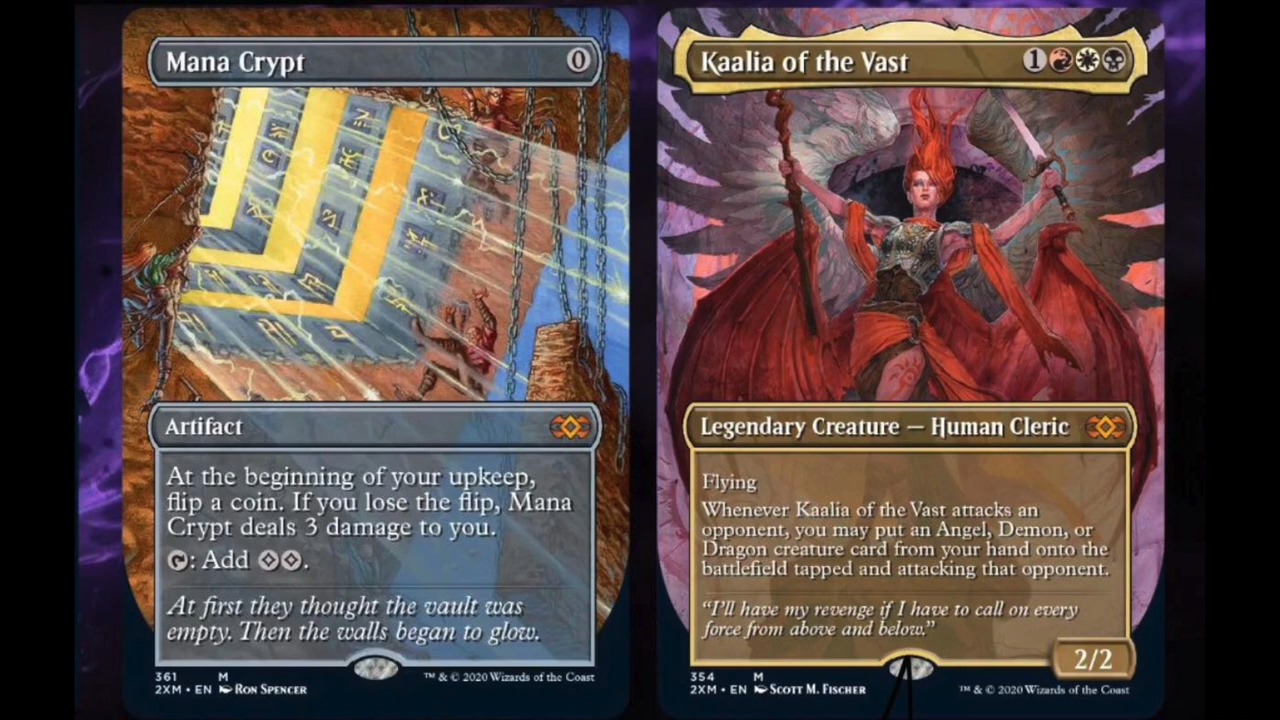 Mana Crypt 0
Artifact
At the beginning of your upkeep,
flip a coin. If you lose the flip, Mana
Crypt deals 3 damage to you.
: Add .
At first they thought the vault was
empty. Then the walls began to glow.
361 M
2XM • EN Ron Spencer
™ & © 2020 Wizards of the Coast
Kaalia of the Vast 1
Legendary Creature — Human Cleric
Flying
Whenever Kaalia of the Vast attacks an
opponent, you may put an Angel, Demon, or
Dragon creature card from your hand onto the
battlefield tapped and attacking that opponent.
“I'll have my revenge if I have to call on every
force from above and below.”
2/2
354 M
2XM • EN Scott M. Fischer
™ & © 2020 Wizards of the Coast